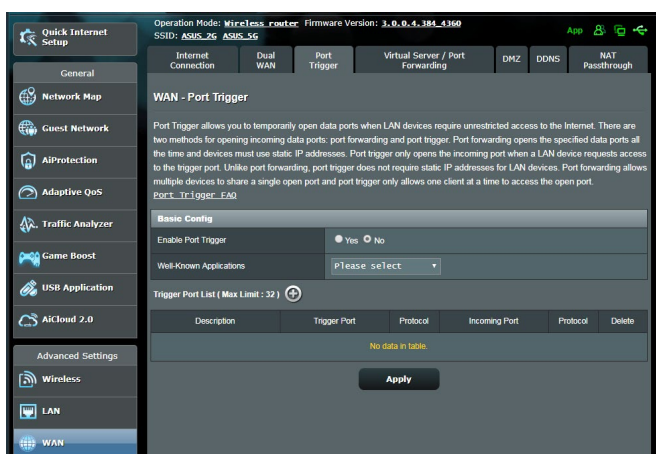 Quick Internet
Setup
General
Network Map
Guest Network
AiProtection
Adaptive QoS
Traffic Analyzer
Game Boost
USB Application
AiCloud 2.0
Advanced Settings
Wireless
LAN
WAN
Operation Mode: Wireless router Firmware Version: 3.0.0.4.384_4360
SSID: ASUS_2G ASUS_5G
App
Internet
Connection
Dual
WAN
Port
Trigger
Virtual Server / Port
Forwarding
DMZ
DDNS
NAT
Passthrough
WAN - Port Trigger
Port Trigger allows you to temporarily open data ports when LAN devices require unrestricted access to the Internet. There are
two methods for opening incoming data ports: port forwarding and port trigger. Port forwarding opens the specified data ports all
the time and devices must use static IP addresses. Port trigger only opens the incoming port when a LAN device requests access
to the trigger port. Unlike port forwarding, port trigger does not require static IP addresses for LAN devices. Port forwarding allows
multiple devices to share a single open port and port trigger only allows one client at a time to access the open port.
Port Trigger FAQ
Basic Config
Enable Port Trigger Yes No
Well-Known Applications Please select
Trigger Port List ( Max Limit : 32 )
Description Trigger Port Protocol Incoming Port Protocol Delete
No data in table.
Apply